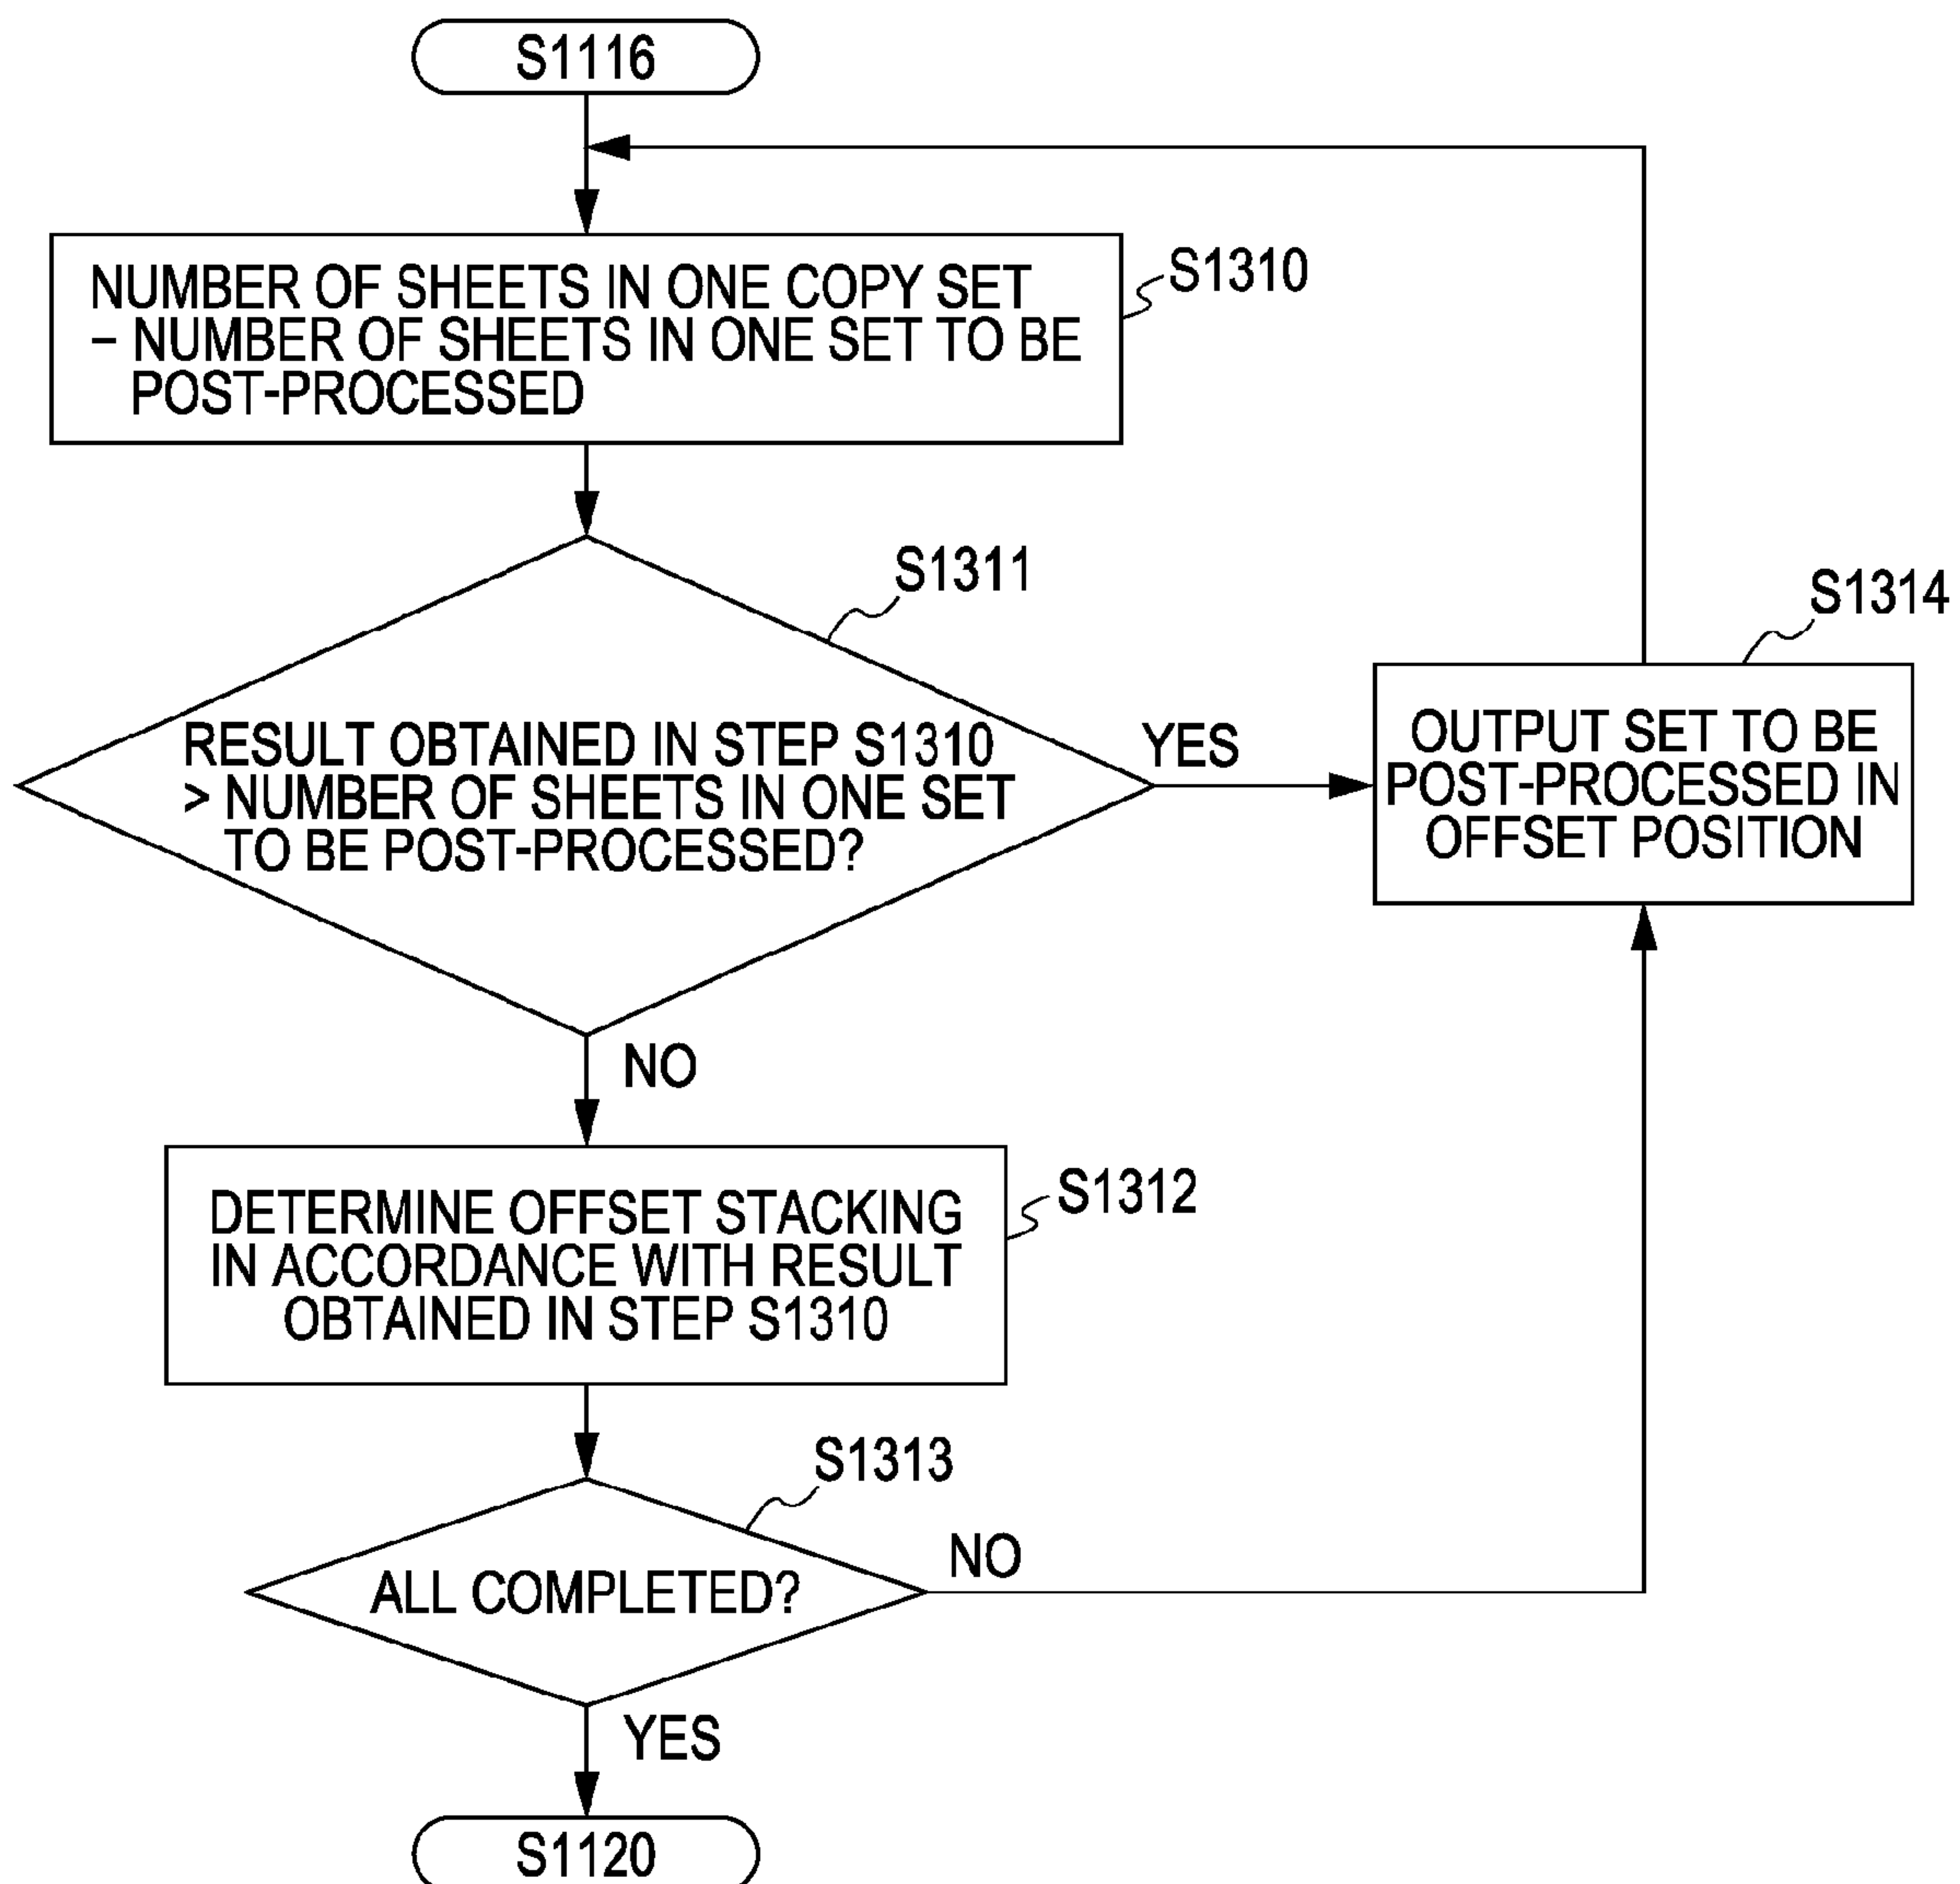 S1116
NUMBER OF SHEETS IN ONE COPY SET
– NUMBER OF SHEETS IN ONE SET TO BE
POST-PROCESSED
S1310
S1311
RESULT OBTAINED IN STEP S1310
> NUMBER OF SHEETS IN ONE SET
TO BE POST-PROCESSED?
YES
S1314
OUTPUT SET TO BE
POST-PROCESSED IN
OFFSET POSITION
NO
DETERMINE OFFSET STACKING
IN ACCORDANCE WITH RESULT
OBTAINED IN STEP S1310
S1312
S1313
ALL COMPLETED?
NO
YES
S1120